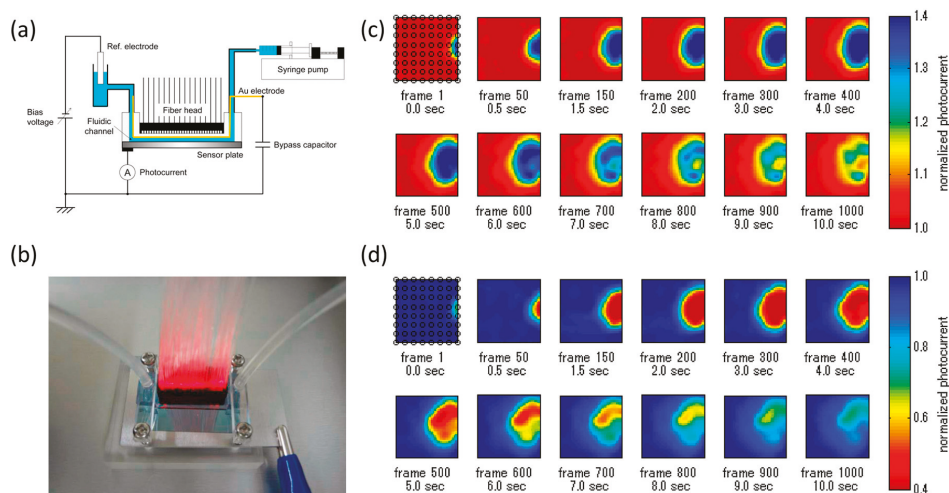 (a)
Ref. electrode
Syringe pump
Au electrode
Fiber head
Bias
voltage
Fluidic
channel
Sensor plate
Bypass capacitor
A
Photocurrent
(b)
(c)
frame 1
0.0 sec
frame 50
0.5 sec
frame 150
1.5 sec
frame 200
2.0 sec
frame 800
3.0 sec
frame 400
4.0 sec
frame 500
5.0 sec
frame 600
6.0 sec
frame 700
7.0 sec
frame 800
8.0 sec
frame 900
9.0 sec
frame 1000
10.0 sec
1.4
1.3
1.2
1.1
1.0
normalized photocurrent
(d)
frame 1
0.0 sec
frame 50
0.5 sec
frame 150
1.5 sec
frame 200
2.0 sec
frame 300
3.0 sec
frame 400
4.0 sec
frame 500
5.0 sec
frame 600
6.0 sec
frame 700
7.0 sec
frame 800
8.0 sec
frame 900
9.0 sec
frame 1000
10.0 sec
1.0
0.8
0.6
0.4
normalized photocurrent